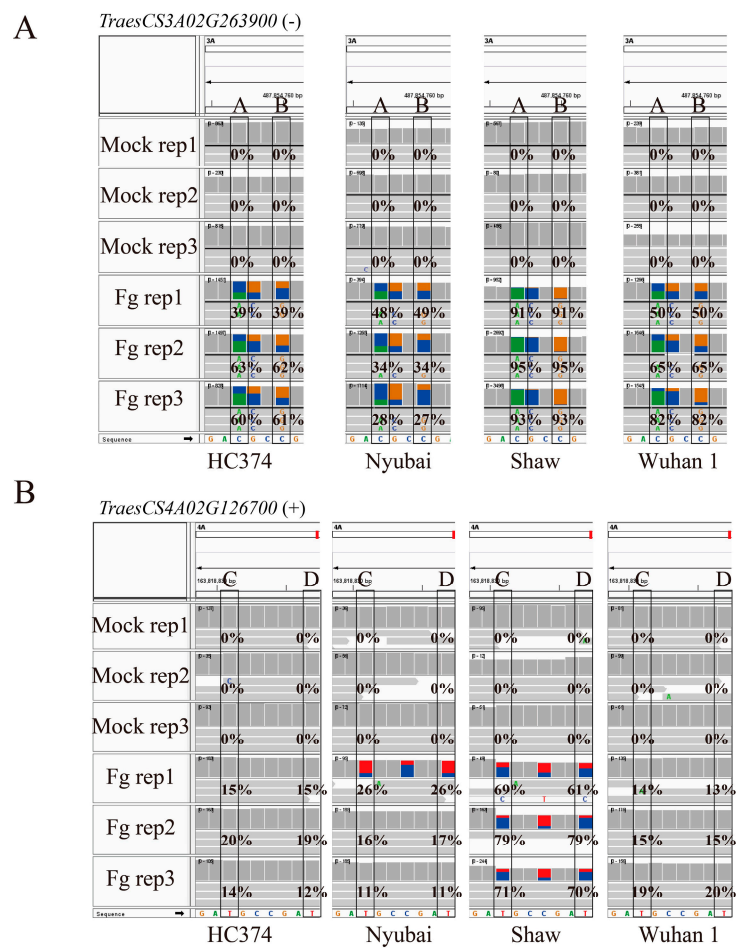 A
TraesCS3A02G263900 (-)
3A 3A 3A 3A
487,854,760 bp 487,854,760 bp 487,854,760 bp 487,854,760 bp
A B A B A B A B
Mock rep1 0% 0% 0% 0% 0% 0% 0% 0%
Mock rep2 0% 0% 0% 0% 0% 0% 0% 0%
Mock rep3 0% 0% 0% 0% 0% 0% 0% 0%
Fg rep1 39% 39% 48% 49% 91% 91% 50% 50%
Fg rep2 63% 62% 34% 34% 95% 95% 65% 65%
Fg rep3 60% 61% 28% 27% 93% 93% 82% 82%
Sequence G A C G C C G G A C G C C G A G A C G C C G G A C G C C G
HC374 Nyubai Shaw Wuhan 1
B
TraesCS4A02G126700 (+)
4A 4A 4A 4A
C D C D C D C D
Mock rep1 0% 0% 0% 0% 0% 0% 0% 0%
Mock rep2 0% 0% 0% 0% 0% 0% 0% 0%
Mock rep3 0% 0% 0% 0% 0% 0% 0% 0%
Fg rep1 15% 15% 26% 26% 69% 61% 14% 13%
C T C
Fg rep2 20% 19% 16% 17% 79% 79% 15% 15%
Fg rep3 14% 12% 11% 11% 71% 70% 19% 20%
Sequence G A T G C C G A T G A T G C C G A T G A T G C C G A T G A T G C C G A T
HC374 Nyubai Shaw Wuhan 1